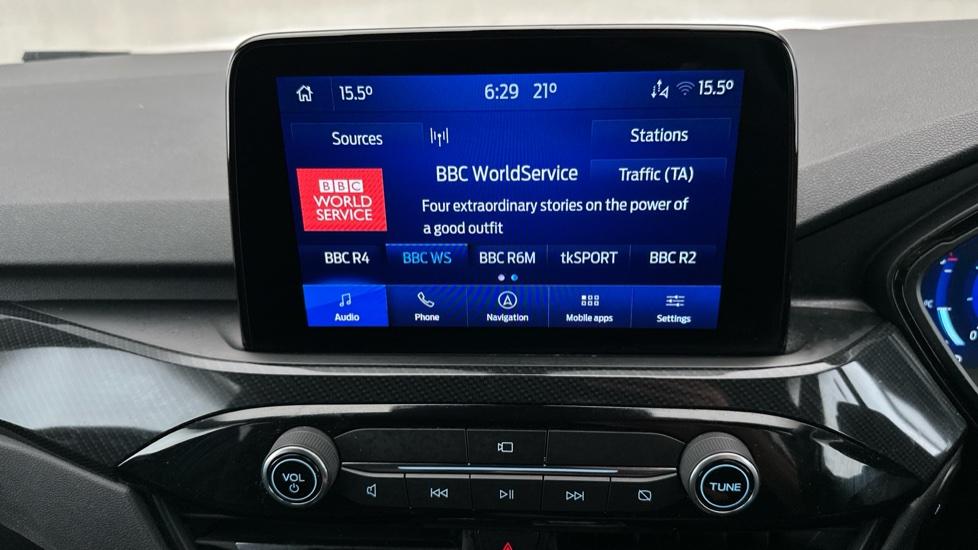 15.5º 6:29 21º 15.5º
Sources Stations
BBC WorldService Traffic (TA)
BBC
WORLD
SERVICE
Four extraordinary stories on the power of
a good outfit
BBC R4 BBC WS BBC R6M tkSPORT BBC R2
Audio Phone Navigation Mobile apps Settings
VOL TUNE